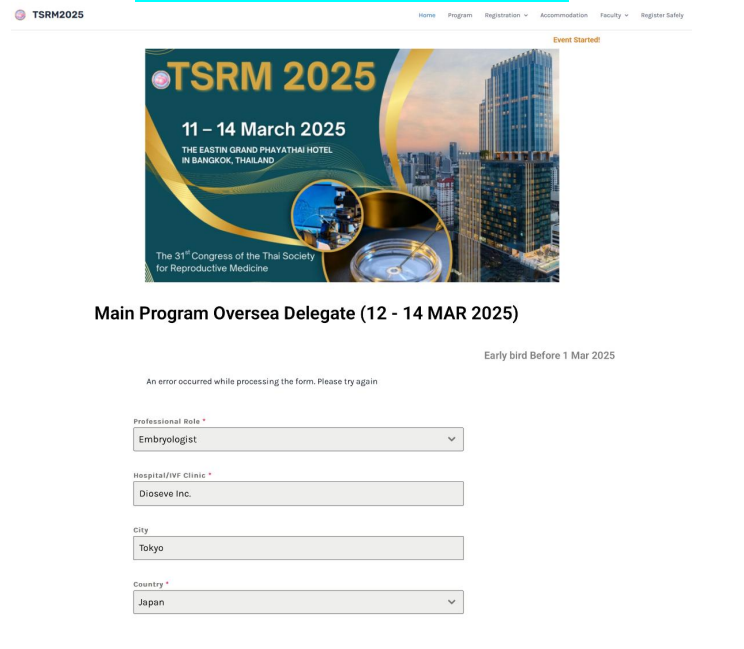 TSRM2025
Home Program Registration Accommodation Faculty Register Safely
Event Started!
TSRM 2025
11 – 14 March 2025
THE EASTIN GRAND PHAYATHAI HOTEL
IN BANGKOK, THAILAND
The 31st Congress of the Thai Society
for Reproductive Medicine
Main Program Oversea Delegate (12 - 14 MAR 2025)
Early bird Before 1 Mar 2025
An error occurred while processing the form. Please try again
Professional Role *
Embryologist
Hospital/IVF Clinic *
Dioseve Inc.
City
Tokyo
Country *
Japan